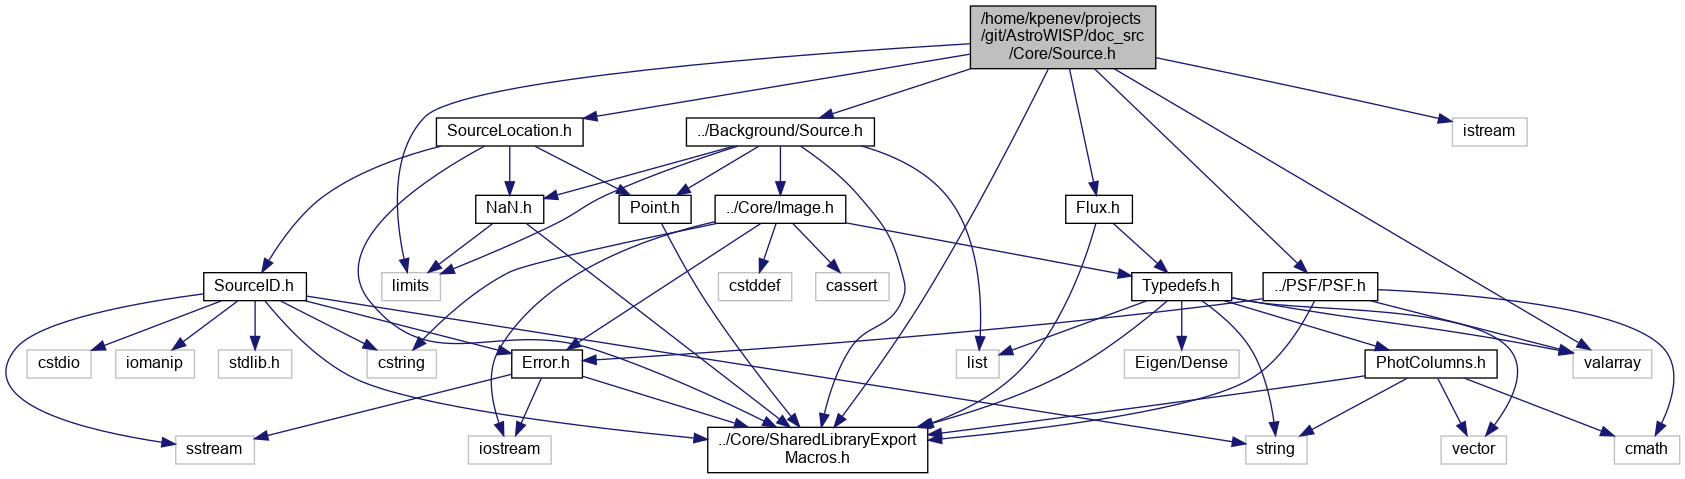 /home/kpenev/projects
/git/AstroWISP/doc_src
/Core/Source.h
SourceLocation.h
../Background/Source.h
istream
NaN.h
Point.h
../Core/Image.h
Flux.h
SourceID.h
limits
cstddef
cassert
Typedefs.h
../PSF/PSF.h
cstdio
iomanip
stdlib.h
cstring
Error.h
list
Eigen/Dense
PhotColumns.h
valarray
sstream
iostream
../Core/SharedLibraryExport
Macros.h
string
vector
cmath